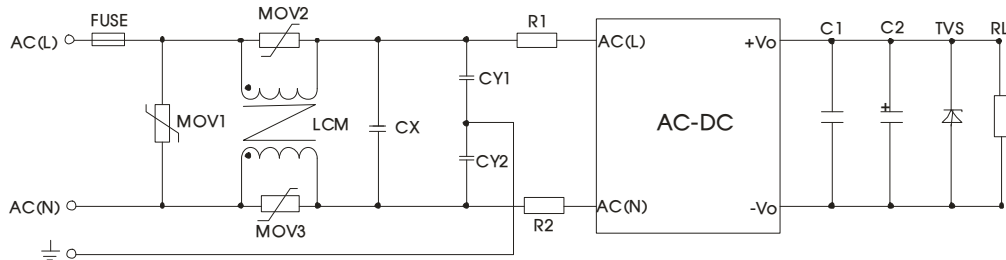 FUSE
MOV2
R1
C1
C2
TVS
RL
AC(L)
AC(L)
+Vo
CY1
MOV1
LCM
CX
AC-DC
CY2
AC(N)
AC(N)
-Vo
MOV3
R2